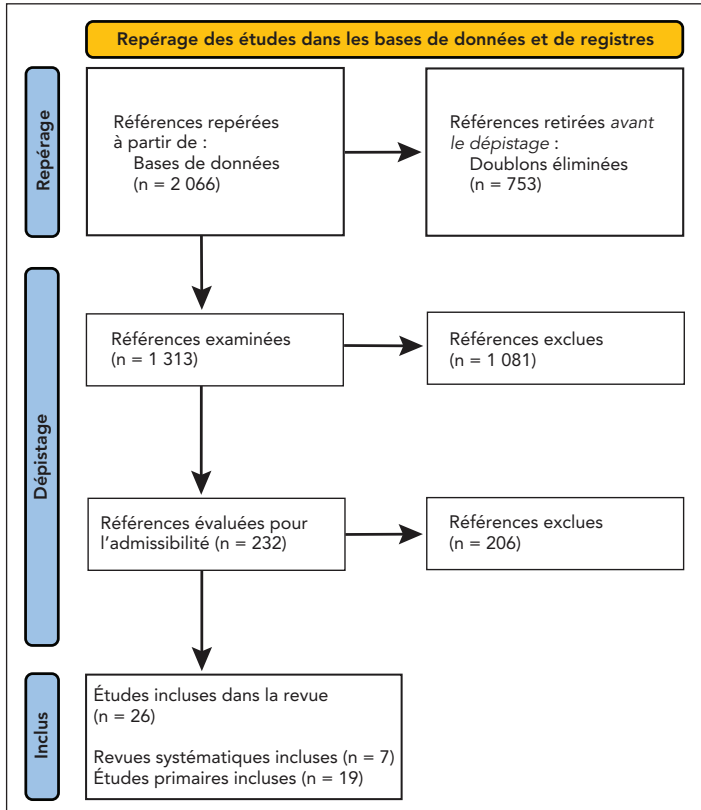 Repérage des études dans les bases de données et de registres
Repérage
Références repérées
à partir de :
Bases de données
(n = 2 066)
Références retirées avant
le dépistage :
Doublons éliminées
(n = 753)
Dépistage
Références examinées
(n = 1 313)
Références exclues
(n = 1 081)
Références évaluées pour
l'admissibilité (n = 232)
Références exclues
(n = 206)
Inclus
Études incluses dans la revue
(n = 26)
Revues systématiques incluses (n = 7)
Études primaires incluses (n = 19)